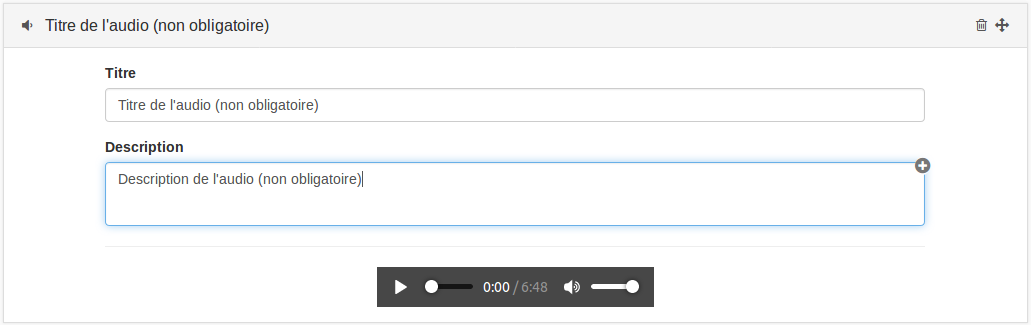 Titre de l'audio (non obligatoire)
Titre
Titre de l'audio (non obligatoire)
Description
Description de l'audio (non obligatoire)
0:00 / 6:48